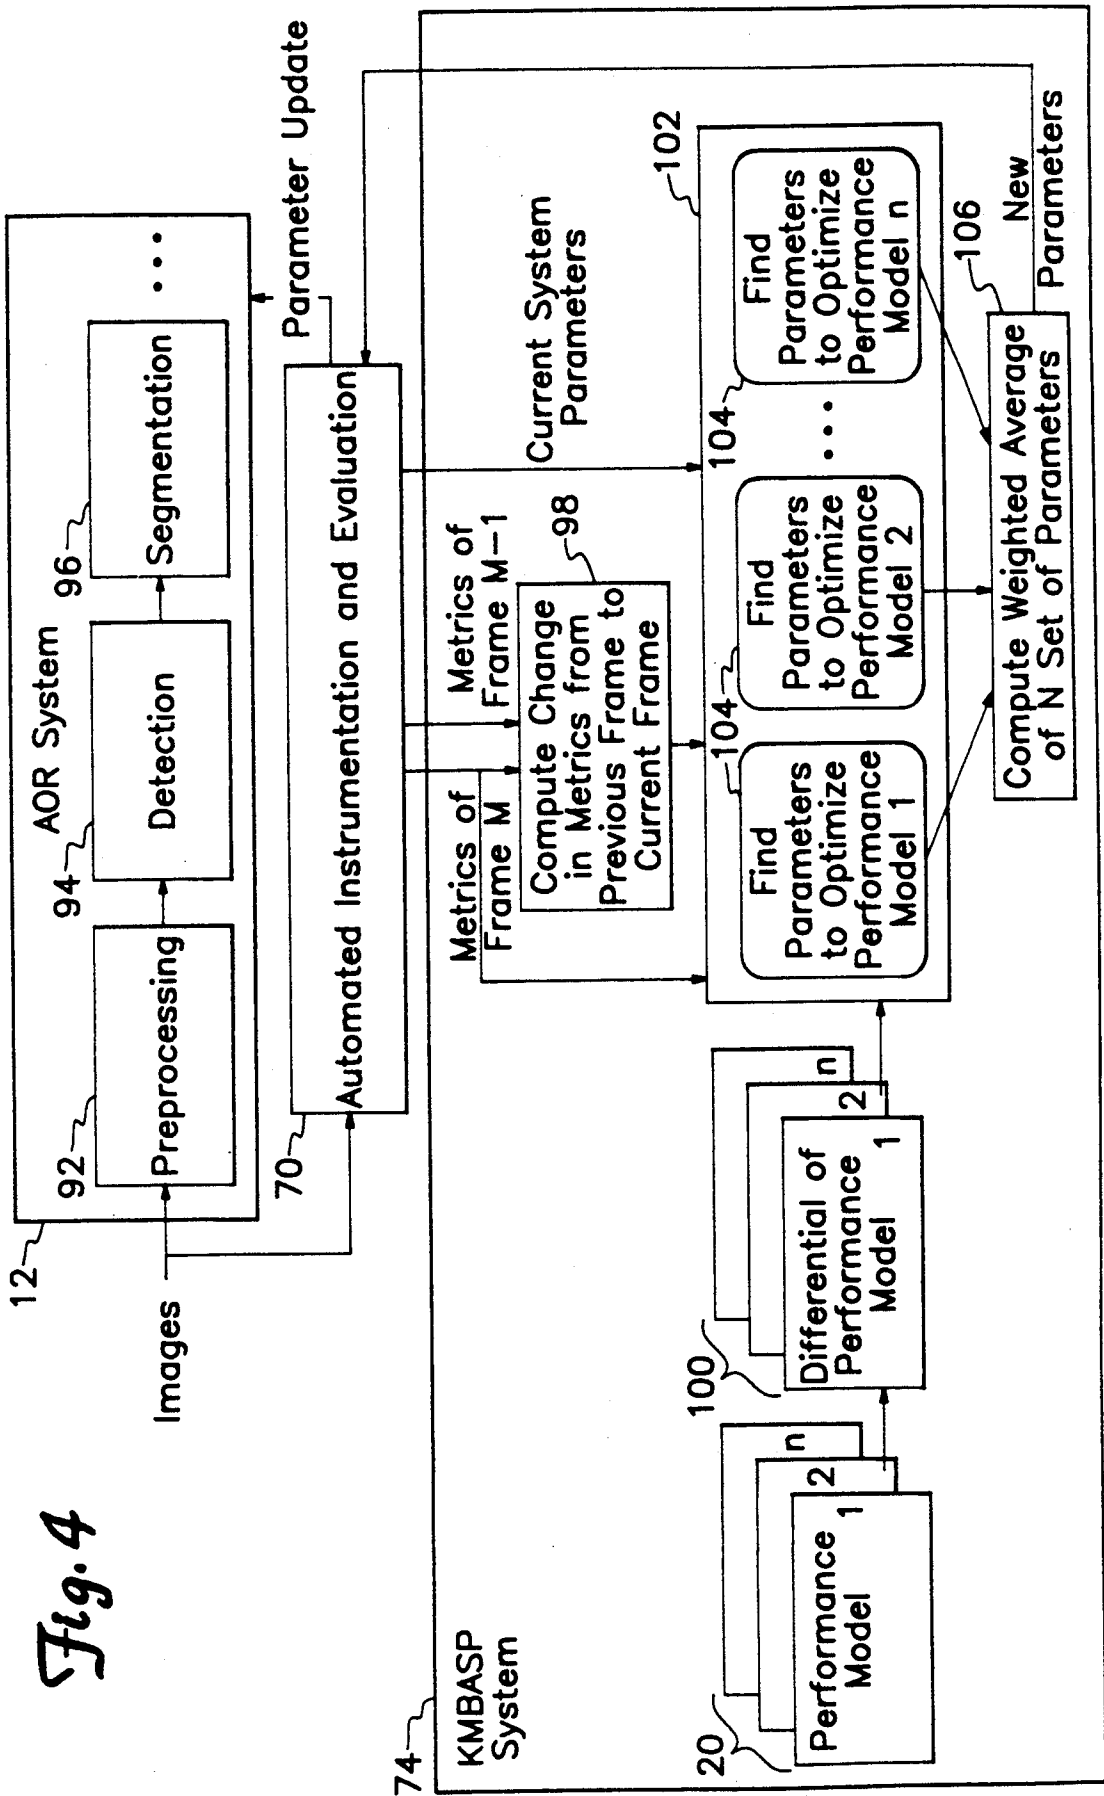 Fig. 4
12
AOR System
92
Preprocessing
94
Detection
96
Segmentation
• • •
Images
Parameter Update
70
Automated Instrumentation and Evaluation
74
KMBASP
System
Metrics of
Frame M
Metrics of
Frame M-1
Current System
Parameters
Compute Change
in Metrics from
Previous Frame to
Current Frame
98
20
Performance
Model
1
2
n
100
Differential of
Performance
Model
1
2
n
102
104
Find
Parameters
to Optimize
Performance
Model 1
104
Find
Parameters
to Optimize
Performance
Model 2
• • •
104
Find
Parameters
to Optimize
Performance
Model n
106
Compute Weighted Average
of N Set of Parameters
New
Parameters